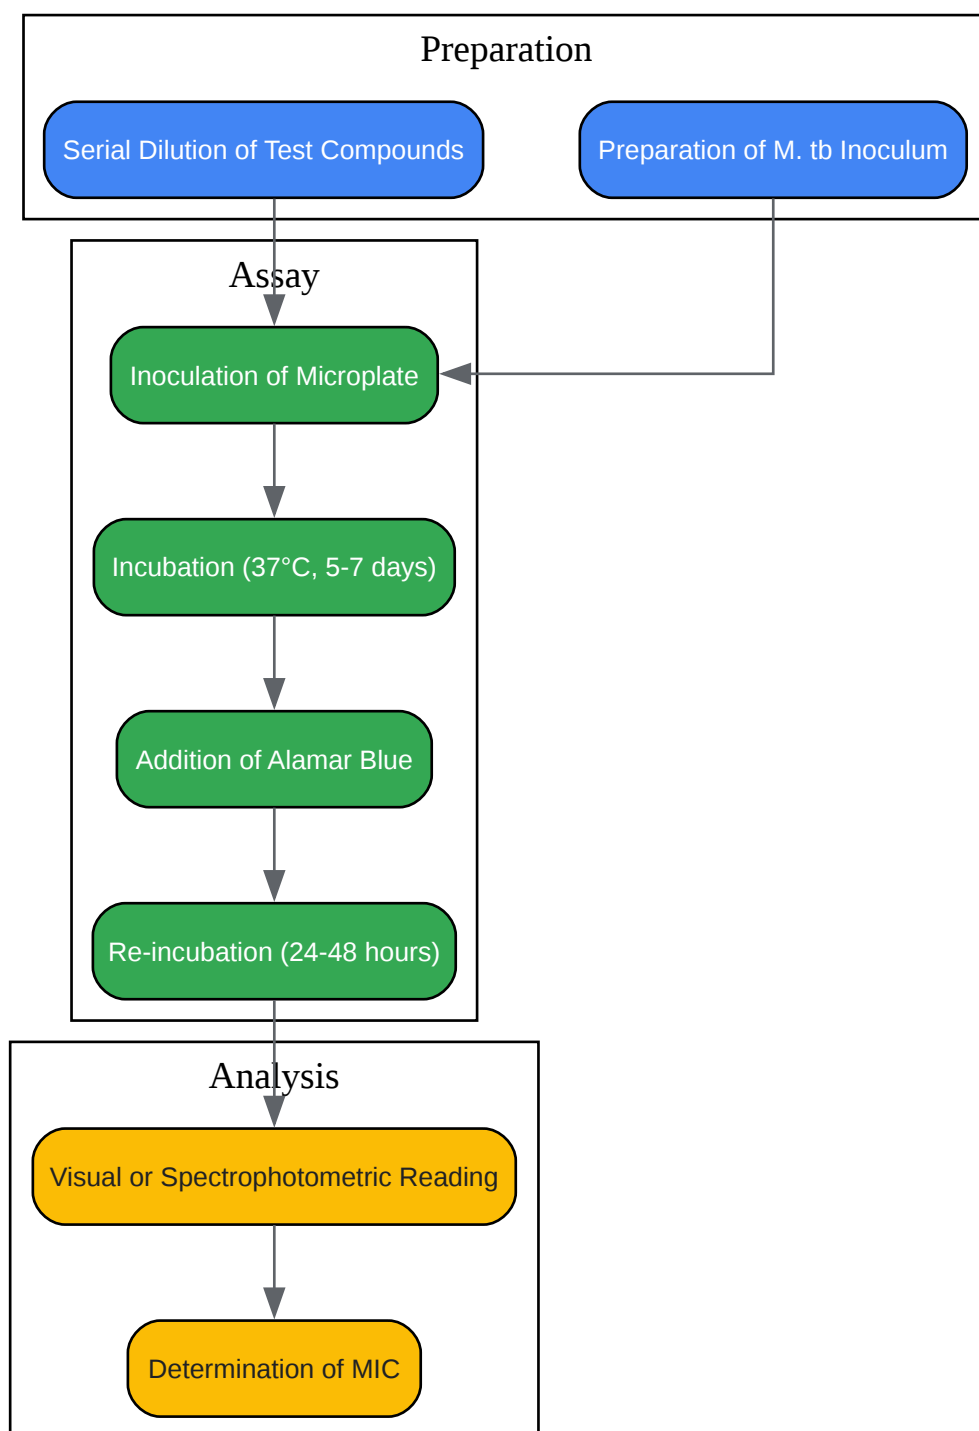 Preparation
Serial Dilution of Test Compounds
Preparation of M. tb Inoculum
Assay
Inoculation of Microplate
Incubation (37°C, 5-7 days)
Addition of Alamar Blue
Re-incubation (24-48 hours)
Analysis
Visual or Spectrophotometric Reading
Determination of MIC